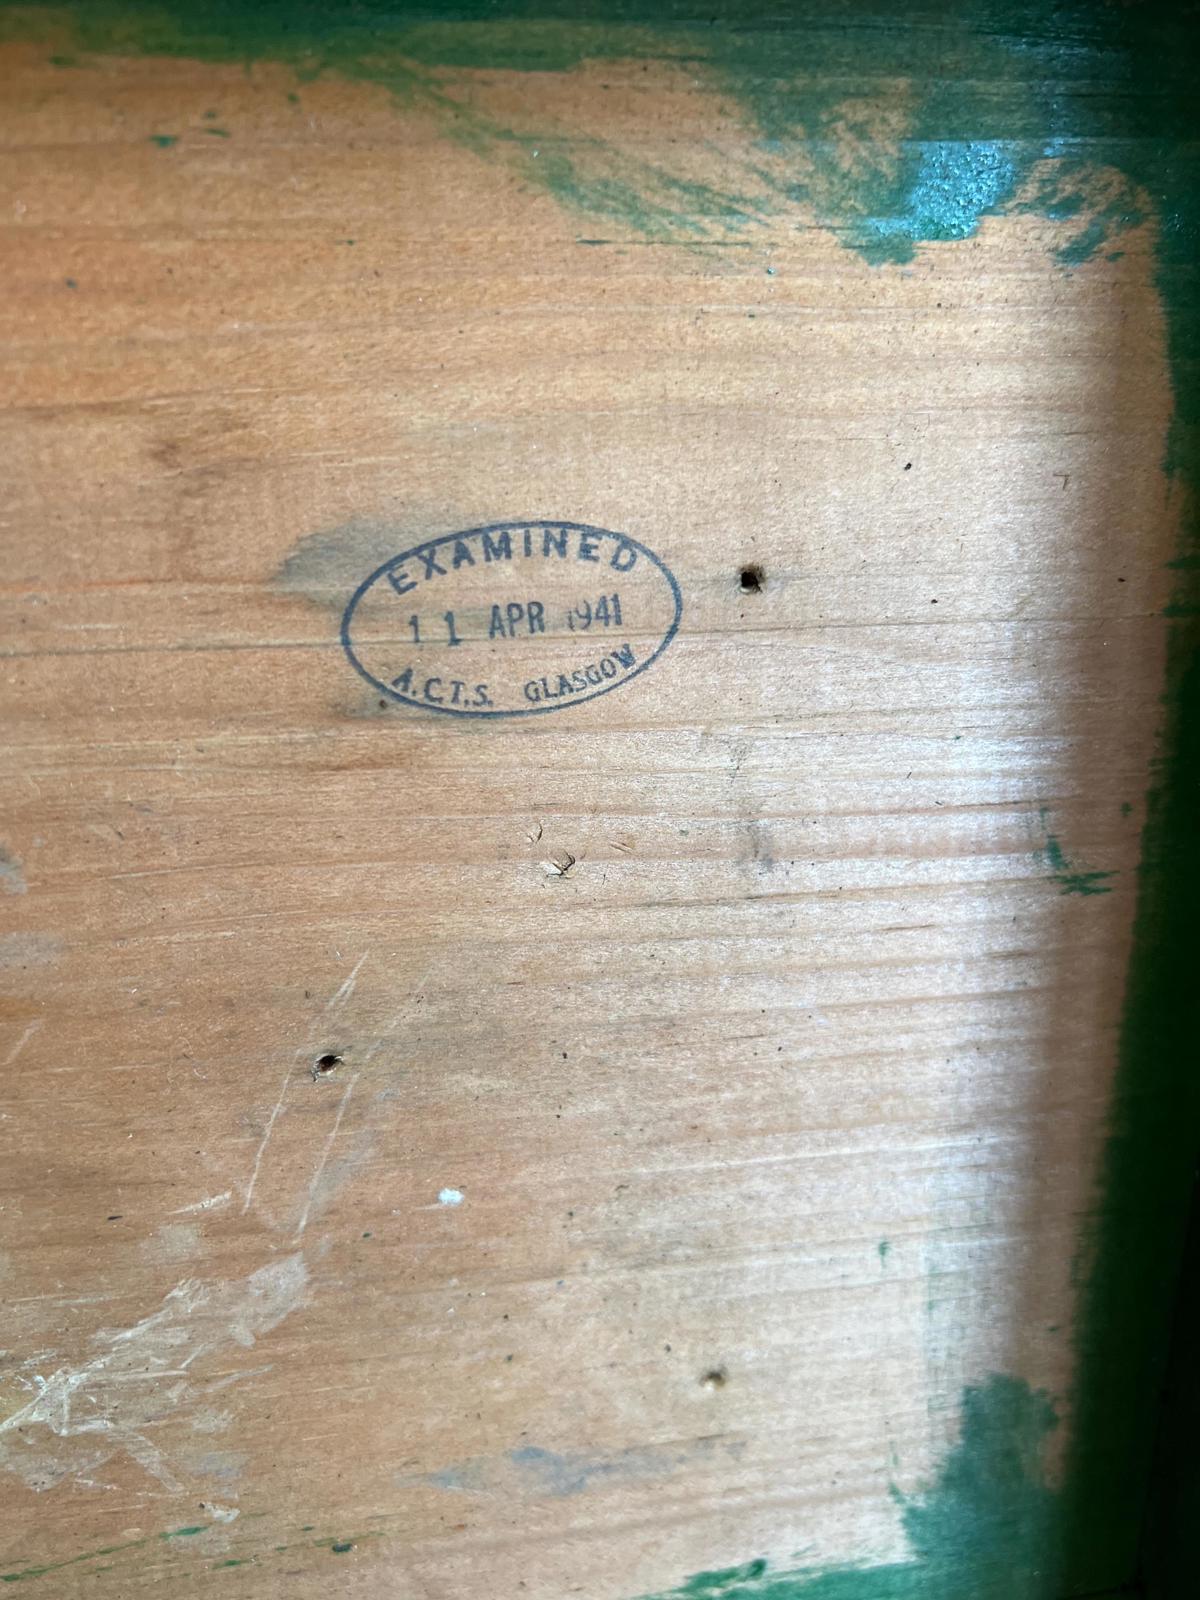 EXAMINED
11 APR 1941
A.C.T.S. GLASGOW